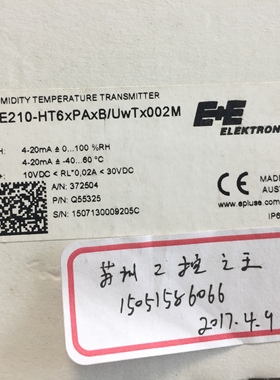 MIDITY TEMPERATURE TRANSMITTER
E210-HT6xPAxB/UwTx002M
E+E
ELEKTRON
H: 4-20mA ± 0...100 %RH
4-20mA ± -40...60 °C
10VDC < RL*0,02A < 30VDC
A/N: 372504
P/N: Q55325
S/N: 1507130009205C
CE
MADE
AUST
www.epluse.com
IP6
苏州工控之王
15051586066
2017.4.9